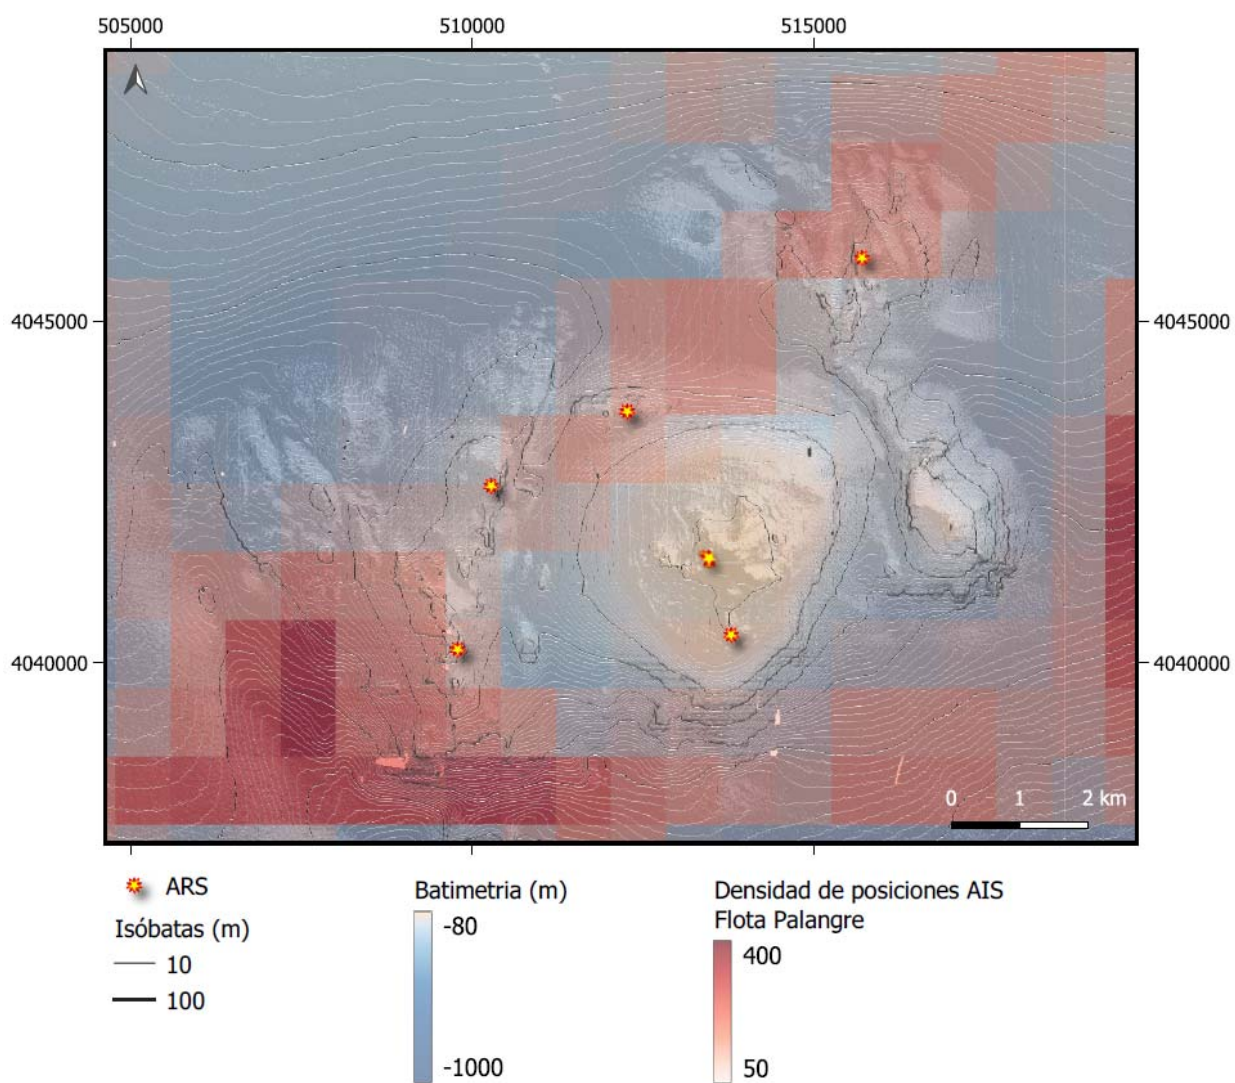 505000 510000 515000
4045000 4045000
4040000 4040000
0 1 2 km
ARS
Isóbatas (m)
10
100
Batimetria (m)
-80
-1000
Densidad de posiciones AIS
Flota Palangre
400
50